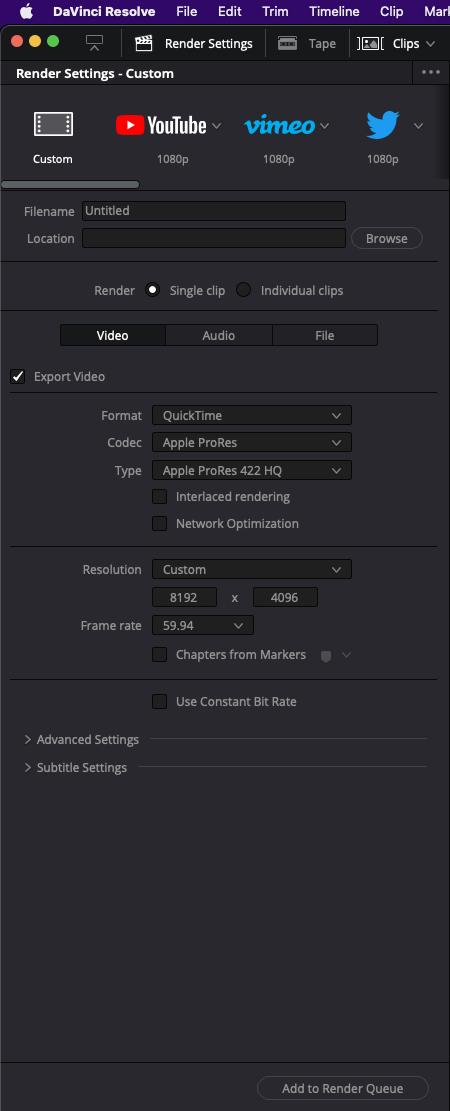 DaVinci Resolve File Edit Trim Timeline Clip Mar
Render Settings Tape Clips
Render Settings - Custom
YouTube vimeo
Custom 1080p 1080p 1080p
Filename Untitled
Location Browse
Render Single clip Individual clips
Video Audio File
Export Video
Format QuickTime
Codec Apple ProRes
Type Apple ProRes 422 HQ
Interlaced rendering
Network Optimization
Resolution Custom
8192 x 4096
Frame rate 59.94
Chapters from Markers
Use Constant Bit Rate
Advanced Settings
Subtitle Settings
Add to Render Queue